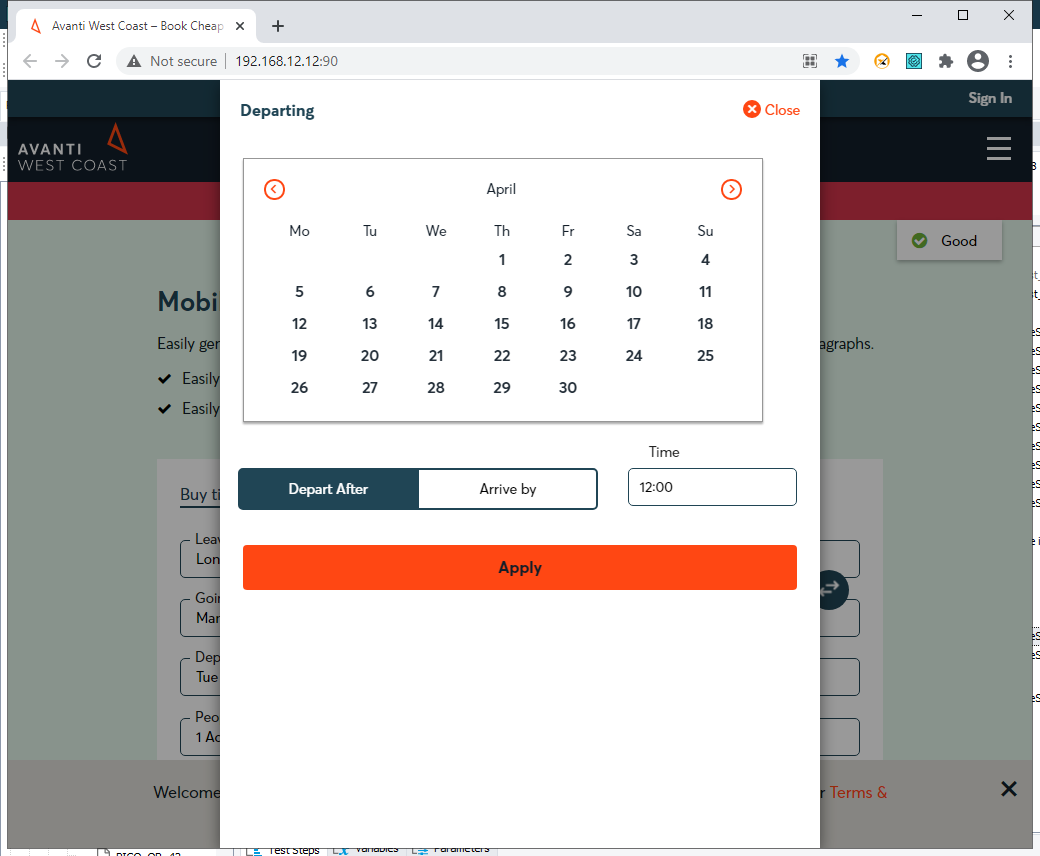 Avanti West Coast – Book Cheap
Not secure
192.168.12.12:90
Sign In
AVANTI
WEST COAST
Departing
Close
April
Mo Tu We Th Fr Sa Su
1 2 3 4
5 6 7 8 9 10 11
12 13 14 15 16 17 18
19 20 21 22 23 24 25
26 27 28 29 30
Good
Mobi
Easily ger
agraphs.
Easily
Easily
Time
Depart After
Arrive by
12:00
Buy ti
Leav
Lon
Apply
Goi
Mar
Dep
Tue
Peo
1 Ac
Welcome
r Terms &
Test Steps Variables Parameters